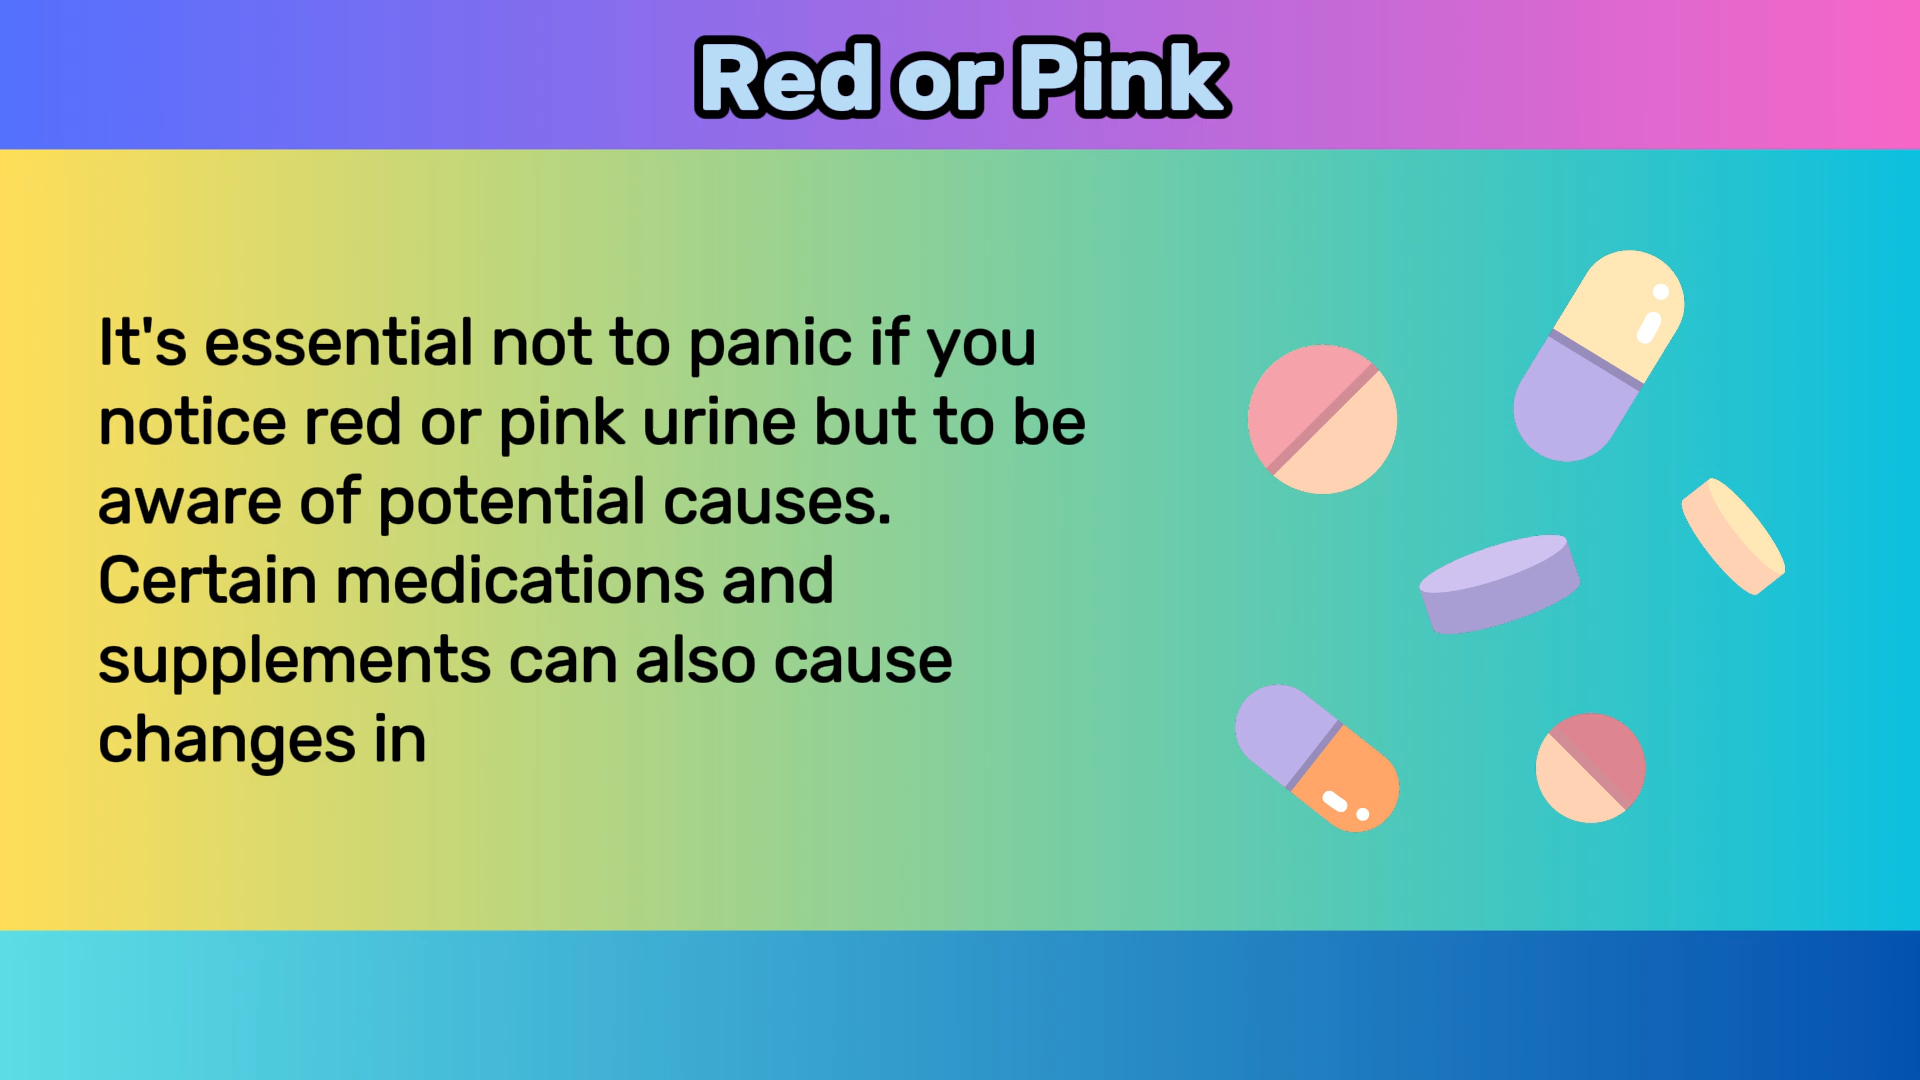 Red or Pink
It's essential not to panic if you
notice red or pink urine but to be
aware of potential causes.
Certain medications and
supplements can also cause
changes in